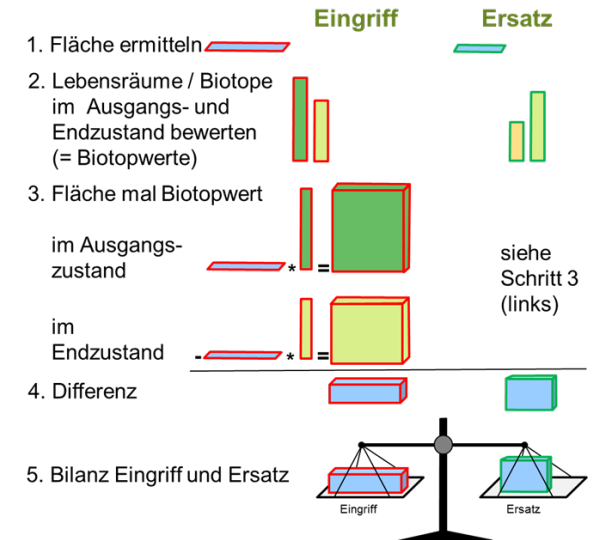 Eingriff Ersatz
1. Fläche ermitteln
2. Lebensräume / Biotope
im Ausgangs- und
Endzustand bewerten
(= Biotopwerte)
3. Fläche mal Biotopwert
im Ausgangs-
zustand
* =
siehe
Schritt 3
(links)
im
Endzustand
- * =
4. Differenz
5. Bilanz Eingriff und Ersatz
Eingriff Ersatz